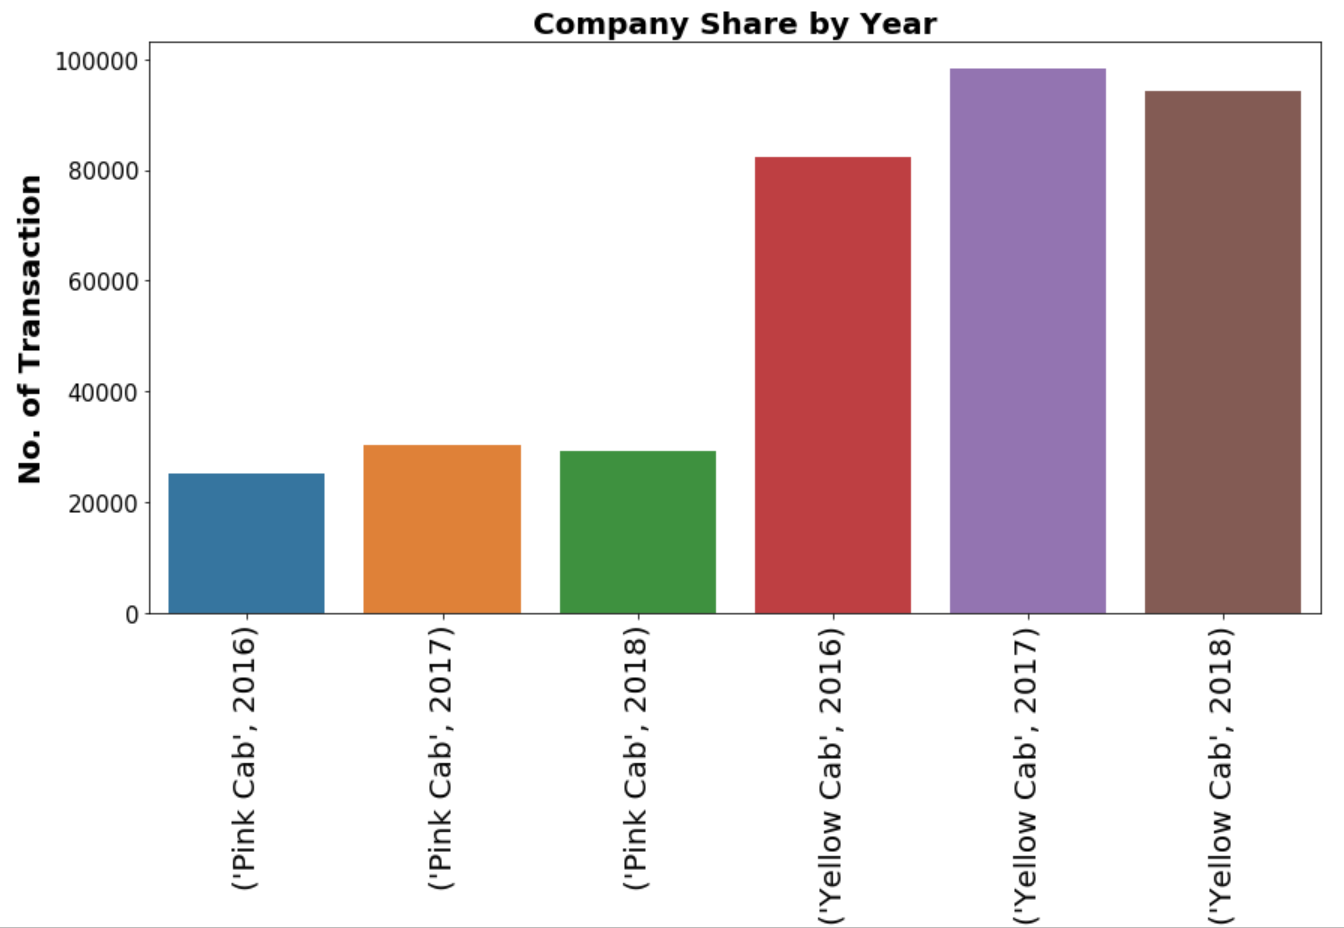 Company Share by Year
No. of Transaction
100000
80000
60000
40000
20000
0
('Pink Cab', 2016)
('Pink Cab', 2017)
('Pink Cab', 2018)
('Yellow Cab', 2016)
('Yellow Cab', 2017)
('Yellow Cab', 2018)